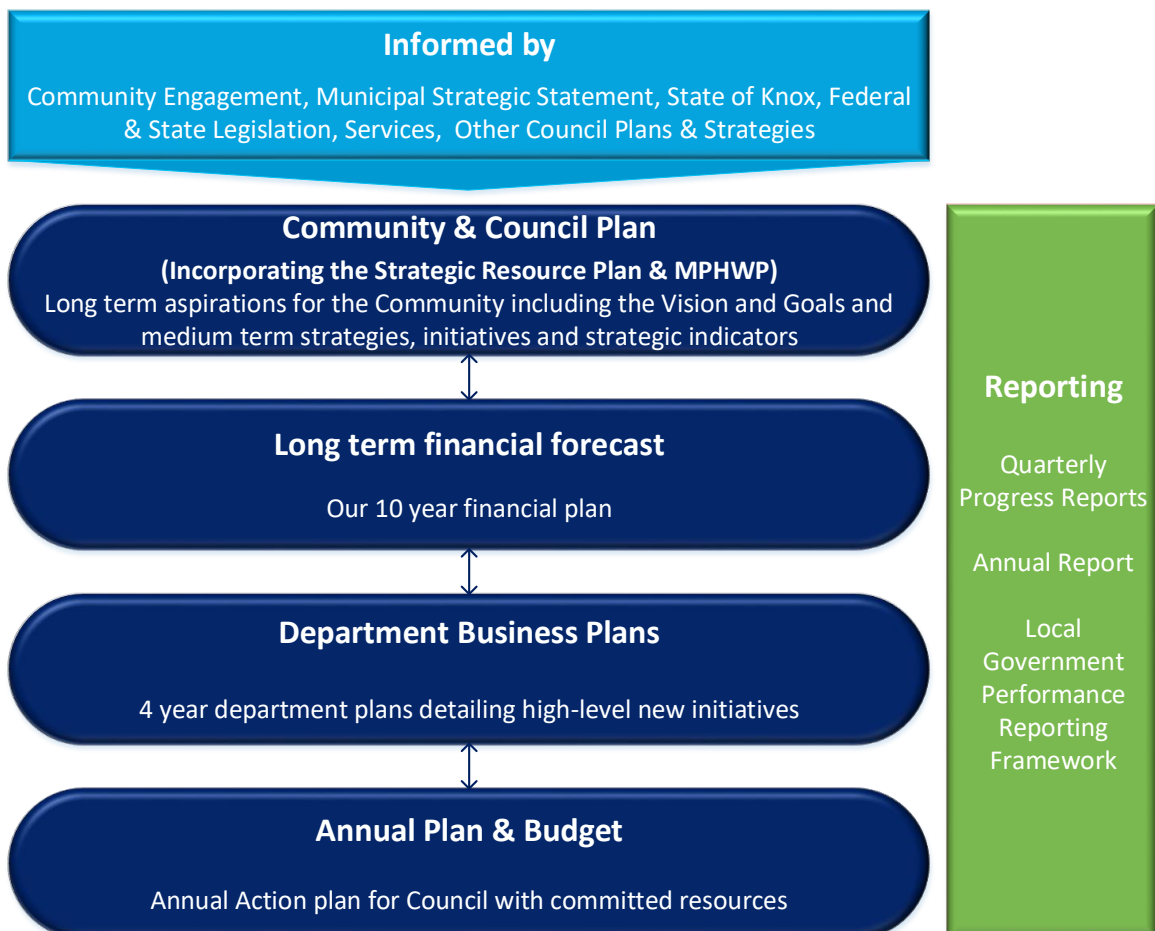 Informed by
Community Engagement, Municipal Strategic Statement, State of Knox, Federal
& State Legislation, Services, Other Council Plans & Strategies
Community & Council Plan
(Incorporating the Strategic Resource Plan & MPHWP)
Long term aspirations for the Community including the Vision and Goals and
medium term strategies, initiatives and strategic indicators
Long term financial forecast
Our 10 year financial plan
Department Business Plans
4 year department plans detailing high-level new initiatives
Annual Plan & Budget
Annual Action plan for Council with committed resources
Reporting
Quarterly
Progress Reports
Annual Report
Local
Government
Performance
Reporting
Framework